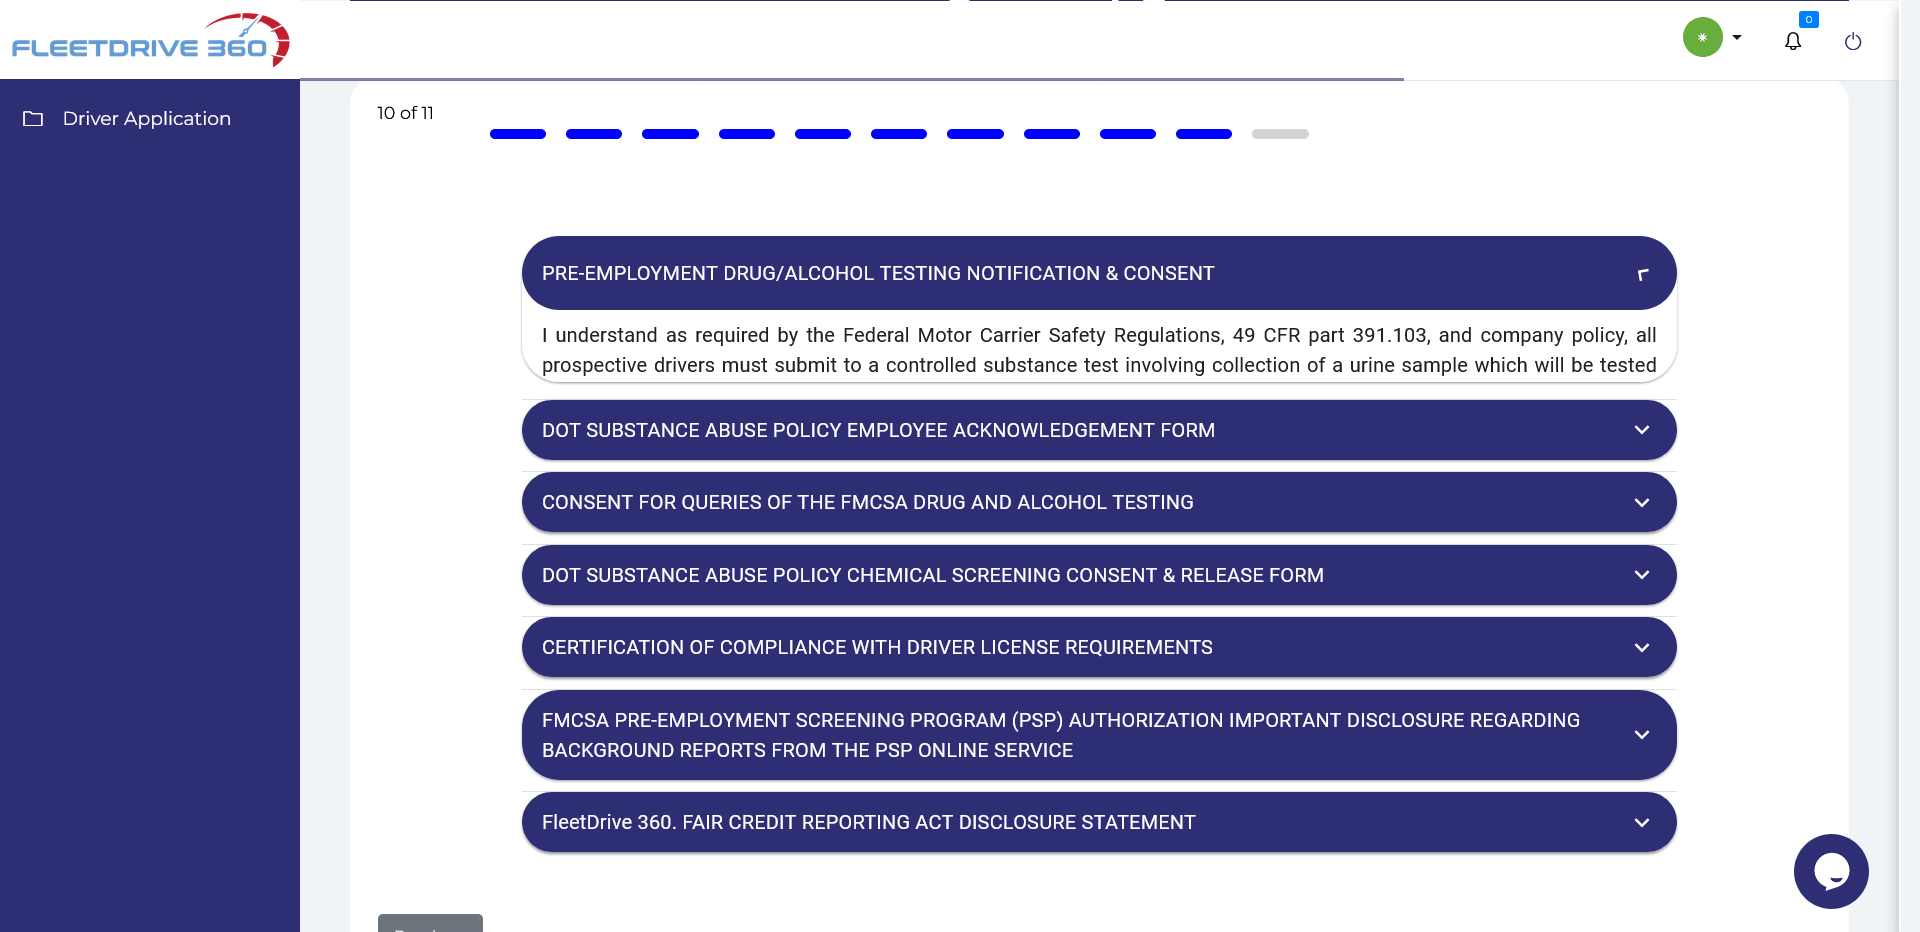 FLEETDRIVE 360
0
Driver Application
10 of 11
PRE-EMPLOYMENT DRUG/ALCOHOL TESTING NOTIFICATION & CONSENT
I understand as required by the Federal Motor Carrier Safety Regulations, 49 CFR part 391.103, and company policy, all
prospective drivers must submit to a controlled substance test involving collection of a urine sample which will be tested
DOT SUBSTANCE ABUSE POLICY EMPLOYEE ACKNOWLEDGEMENT FORM
CONSENT FOR QUERIES OF THE FMCSA DRUG AND ALCOHOL TESTING
DOT SUBSTANCE ABUSE POLICY CHEMICAL SCREENING CONSENT & RELEASE FORM
CERTIFICATION OF COMPLIANCE WITH DRIVER LICENSE REQUIREMENTS
FMCSA PRE-EMPLOYMENT SCREENING PROGRAM (PSP) AUTHORIZATION IMPORTANT DISCLOSURE REGARDING
BACKGROUND REPORTS FROM THE PSP ONLINE SERVICE
FleetDrive 360. FAIR CREDIT REPORTING ACT DISCLOSURE STATEMENT